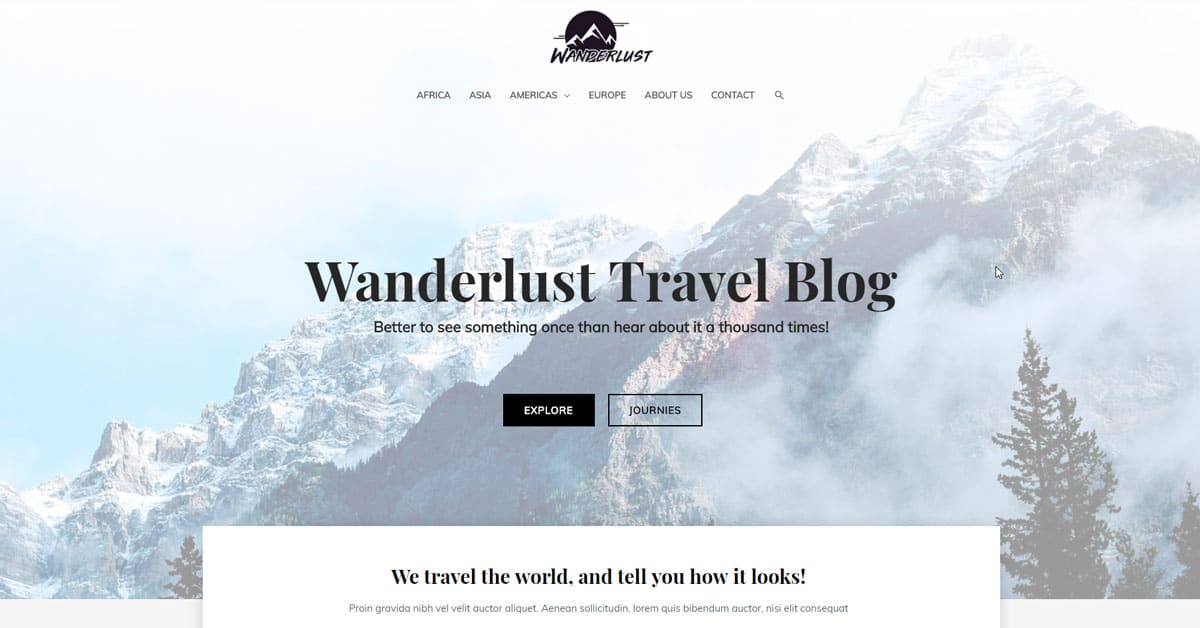 WANDERLUST
AFRICA ASIA AMERICAS EUROPE ABOUT US CONTACT
Wanderlust Travel Blog
Better to see something once than hear about it a thousand times!
EXPLORE JOURNIES
We travel the world, and tell you how it looks!
Proin gravida nibh vel velit auctor aliquet. Aenean sollicitudin, lorem quis bibendum auctor, nisi elit consequat